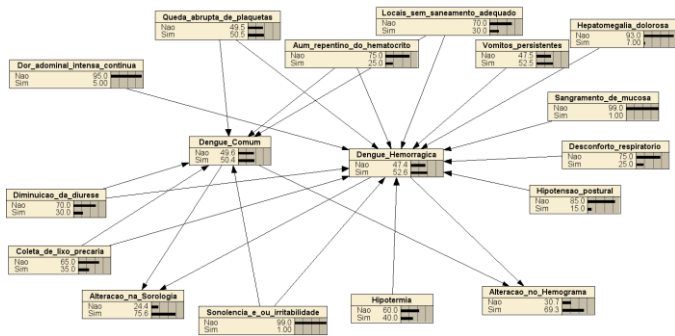 Queda_abrupta_de_plaquetas
Nao 49.5
Sim 50.5
Locais_sem_saneamento_adequado
Nao 70.0
Sim 30.0
Hepatomegalia_dolorosa
Nao 93.0
Sim 7.00
Aum_repentino_do_hematocrito
Nao 75.0
Sim 25.0
Vomitos_persistentes
Nao 47.5
Sim 52.5
Dor_adominal_intensa_continua
Nao 95.0
Sim 5.00
Sangramento_de_mucosa
Nao 99.0
Sim 1.00
Dengue_Comum
Nao 49.6
Sim 50.4
Dengue_Hemorragica
Nao 47.4
Sim 52.6
Desconforto_respiratorio
Nao 75.0
Sim 25.0
Diminuicao_da_diurese
Nao 70.0
Sim 30.0
Hipotensao_postural
Nao 85.0
Sim 15.0
Coleta_de_lixo_precaria
Nao 65.0
Sim 35.0
Alteracao_na_Sorologia
Nao 24.4
Sim 75.6
Sonolencia_e_ou_irritabilidade
Nao 99.0
Sim 1.00
Hipotermia
Nao 60.0
Sim 40.0
Alteracao_no_Hemograma
Nao 30.7
Sim 69.3